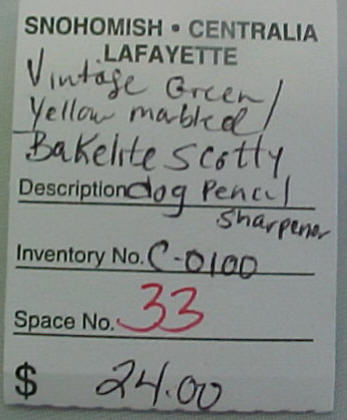 SNOHOMISH • CENTRALIA
LAFAYETTE
Vintage Green/
Yellow marbled/
Bakelite Scotty
Description dog Pencil
sharpener
Inventory No. C-0100
Space No. 33
$ 24.00